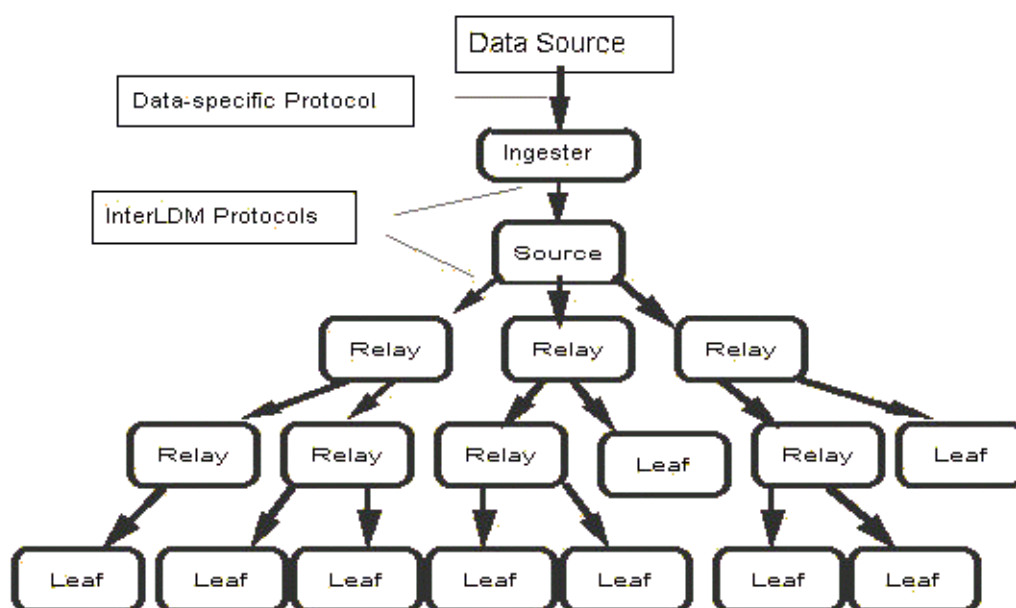 Data Source
Data-specific Protocol
Ingester
InterLDM Protocols
Source
Relay
Relay
Relay
Relay
Relay
Relay
Leaf
Relay
Leaf
Leaf
Leaf
Leaf
Leaf
Leaf
Leaf
Leaf